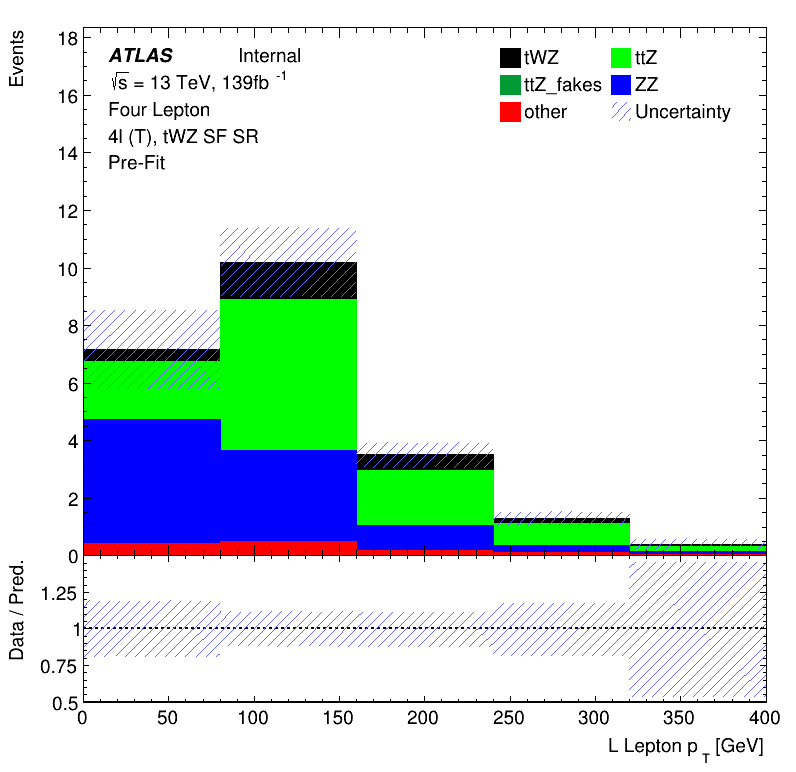 Events
18
16
14
12
10
8
6
4
2
0
ATLAS Internal
√s = 13 TeV, 139fb -1
Four Lepton
4l (T), tWZ SF SR
Pre-Fit
tWZ ttZ
ttZ_fakes ZZ
other Uncertainty
Data / Pred.
1.25
1
0.75
0.5
0 50 100 150 200 250 300 350 400
L Lepton p T [GeV]